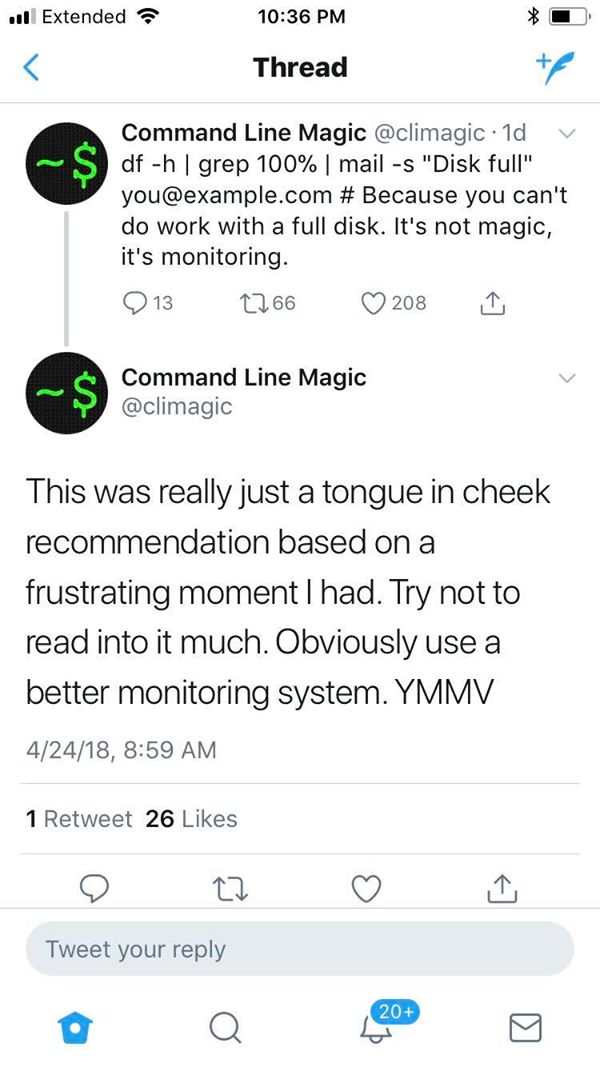 Extended 10:36 PM
Thread
Command Line Magic @climagic · 1d
df -h | grep 100% | mail -s "Disk full"
you@example.com # Because you can't
do work with a full disk. It's not magic,
it's monitoring.
13 66 208
Command Line Magic
@climagic
This was really just a tongue in cheek
recommendation based on a
frustrating moment I had. Try not to
read into it much. Obviously use a
better monitoring system. YMMV
4/24/18, 8:59 AM
1 Retweet 26 Likes
Tweet your reply
20+